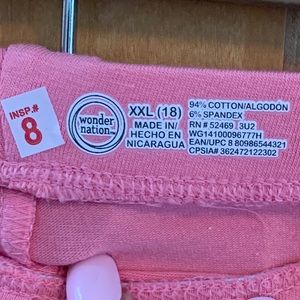 INSP.#
8
wonder
nation
XXL (18)
MADE IN/
HECHO EN
NICARAGUA
94% COTTON/ALGODÓN
6% SPANDEX
RN # 52469 3U2
WG14100096777H
EAN/UPC 8 80986544321
CPSIA# 362472122302